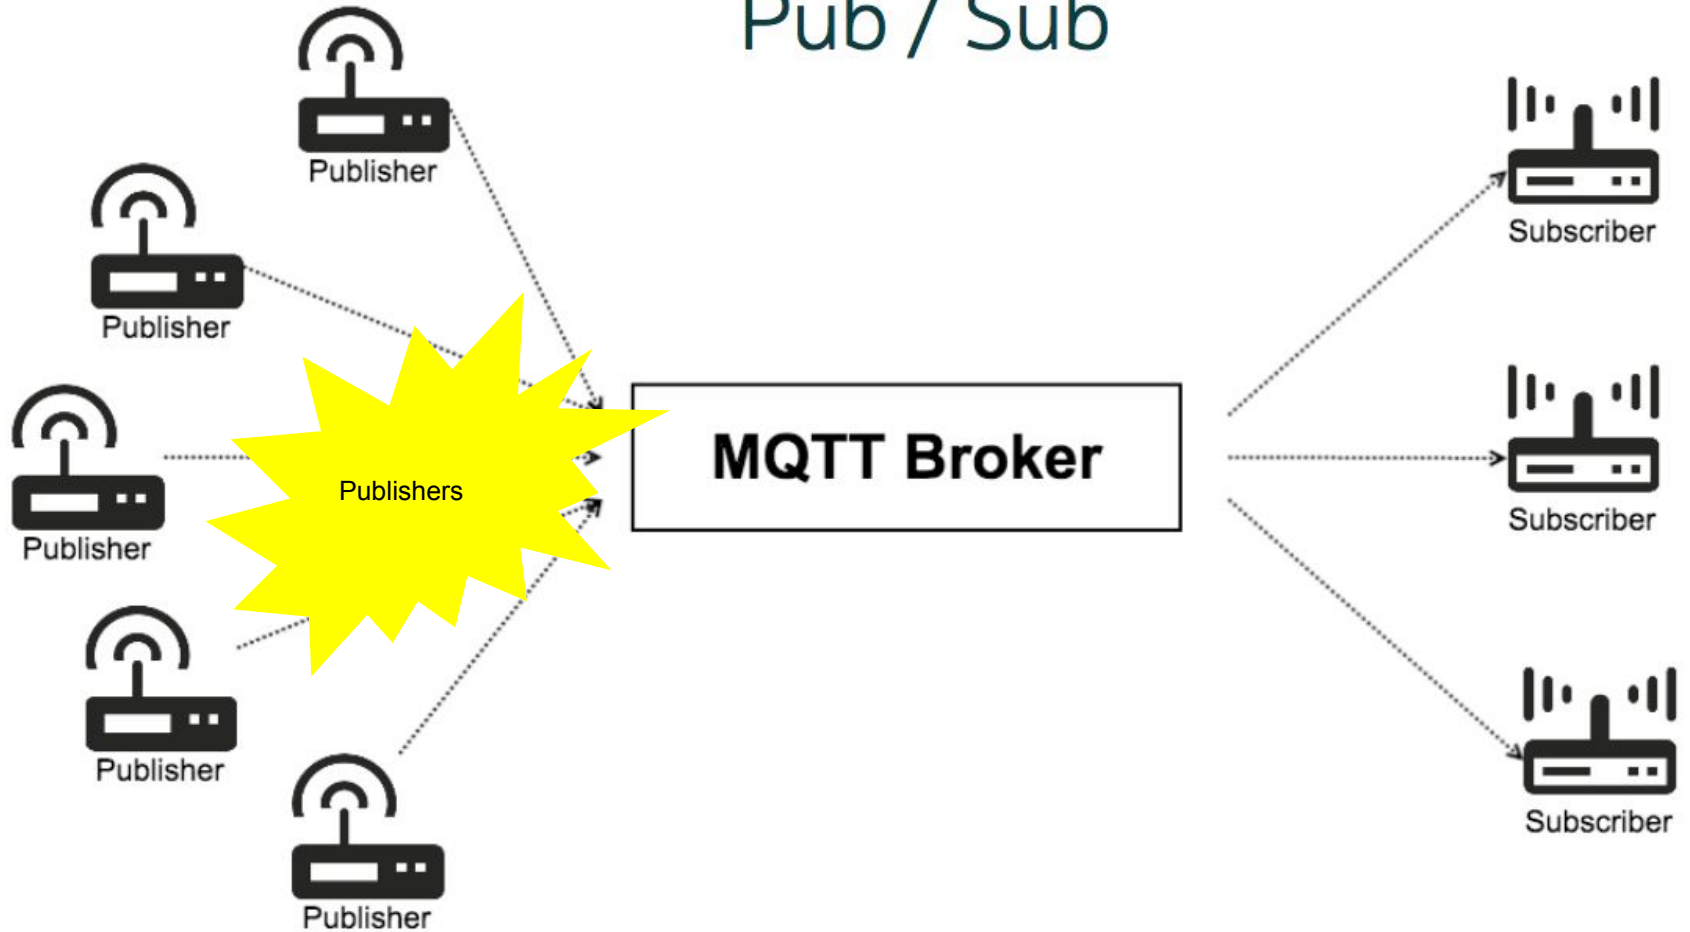 Pub / Sub
Publisher
Publisher
Publisher
Publisher
Publisher
Publishers
MQTT Broker
Subscriber
Subscriber
Subscriber